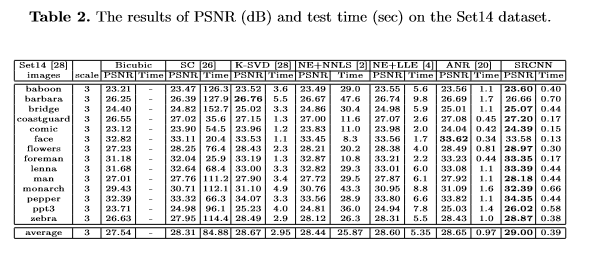 Table 2. The results of PSNR (dB) and test time (sec) on the Set14 dataset.
Set14 [28] Bicubic SC [26] K-SVD [28] NE+NNLS [2] NE+LLE [4] ANR [20] SRCNN
images scale PSNR Time PSNR Time PSNR Time PSNR Time PSNR Time PSNR Time PSNR Time
baboon 3 23.21 - 23.47 126.3 23.52 3.6 23.49 29.0 23.55 5.6 23.56 1.1 23.60 0.40
barbara 3 26.25 - 26.39 127.9 26.76 5.5 26.67 47.6 26.74 9.8 26.69 1.7 26.66 0.70
bridge 3 24.40 - 24.82 152.7 25.02 3.3 24.86 30.4 24.98 5.9 25.01 1.1 25.07 0.44
coastguard 3 26.55 - 27.02 35.6 27.15 1.3 27.00 11.6 27.07 2.6 27.08 0.45 27.20 0.17
comic 3 23.12 - 23.90 54.5 23.96 1.2 23.83 11.0 23.98 2.0 24.04 0.42 24.39 0.15
face 3 32.82 - 33.11 20.4 33.53 1.1 33.45 8.3 33.56 1.7 33.62 0.34 33.58 0.13
flowers 3 27.23 - 28.25 76.4 28.43 2.3 28.21 20.2 28.38 4.0 28.49 0.81 28.97 0.30
foreman 3 31.18 - 32.04 25.9 33.19 1.3 32.87 10.8 33.21 2.2 33.23 0.44 33.35 0.17
lenna 3 31.68 - 32.64 68.4 33.00 3.3 32.82 29.3 33.01 6.0 33.08 1.1 33.39 0.44
man 3 27.01 - 27.76 111.2 27.90 3.4 27.72 29.5 27.87 6.1 27.92 1.1 28.18 0.44
monarch 3 29.43 - 30.71 112.1 31.10 4.9 30.76 43.3 30.95 8.8 31.09 1.6 32.39 0.66
pepper 3 32.39 - 33.32 66.3 34.07 3.3 33.56 28.9 33.80 6.6 33.82 1.1 34.35 0.44
ppt3 3 23.71 - 24.98 96.1 25.23 4.0 24.81 36.0 24.94 7.8 25.03 1.4 26.02 0.58
zebra 3 26.63 - 27.95 114.4 28.49 2.9 28.12 26.3 28.31 5.5 28.43 1.0 28.87 0.38
average 3 27.54 - 28.31 84.88 28.67 2.95 28.44 25.87 28.60 5.35 28.65 0.97 29.00 0.39